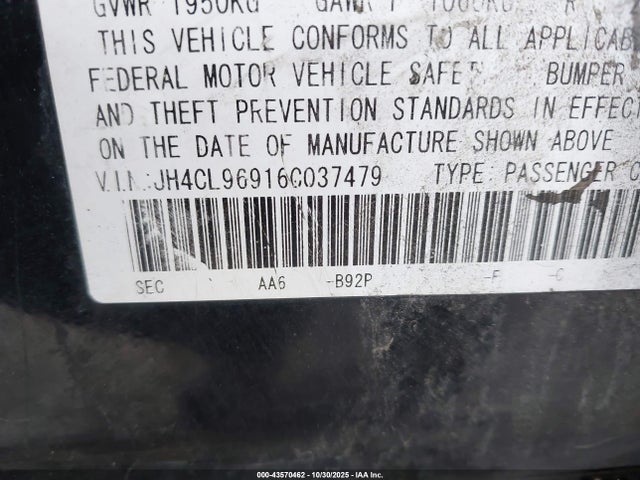 GVWR 1950KG GAWR F R
THIS VEHICLE CONFORMS TO ALL APPLICAB
FEDERAL MOTOR VEHICLE SAFE BUMPER
AND THEFT PREVENTION STANDARDS IN EFFECT
ON THE DATE OF MANUFACTURE SHOWN ABOVE
V.I.N.:JH4CL96916C037479 TYPE: PASSENGER C
SEC AA6 -B92P -F -C
000-43570462 - 10/30/2025 - IAA Inc.